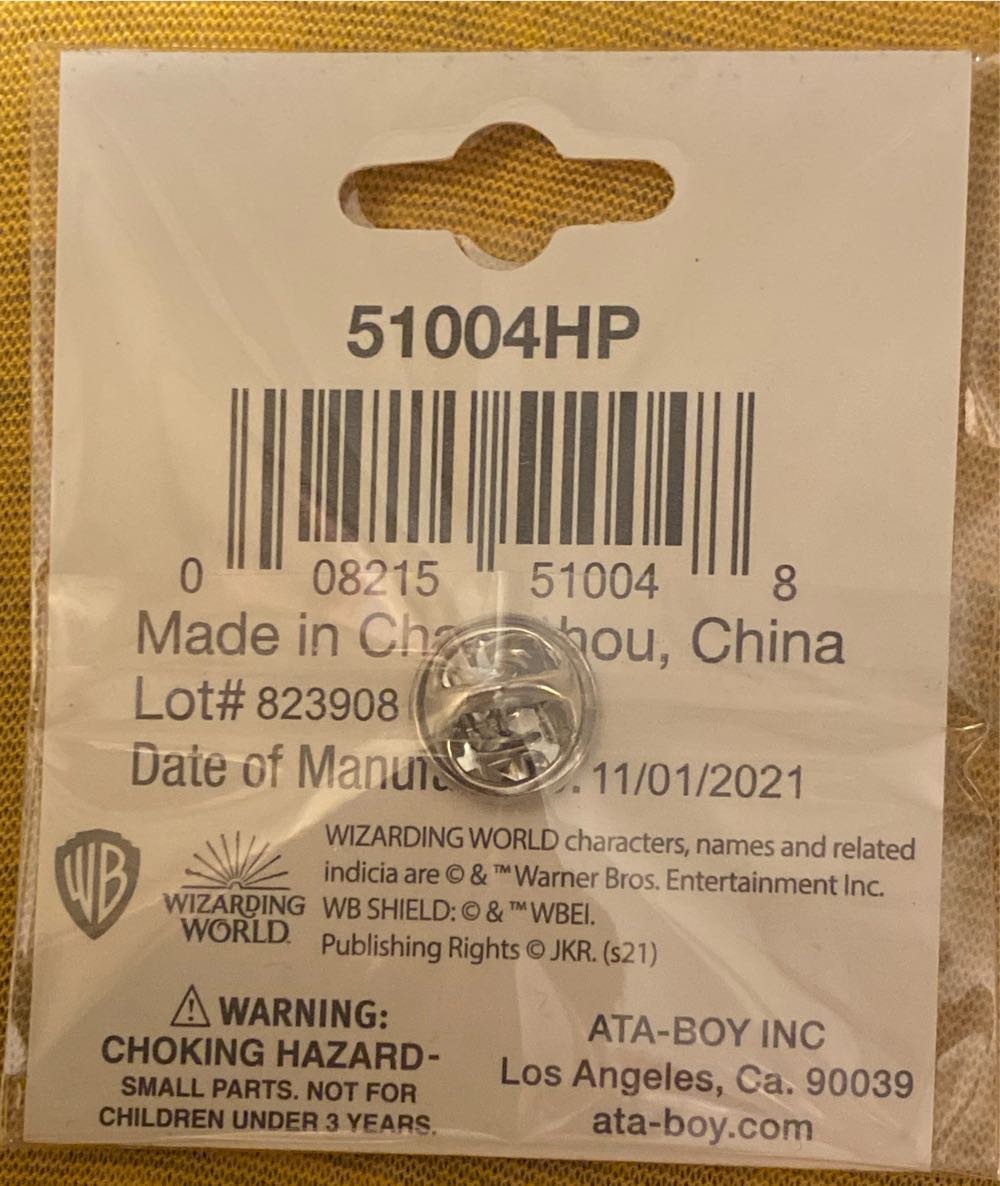 51004HP
0 08215 51004 8
Made in China
Lot# 823908
Date of 11/01/2021
WB
WIZARDING
WORLD
WIZARDING WORLD characters, names and related
indicia are © & ™ Warner Bros. Entertainment Inc.
WB SHIELD: © & ™ WBEI.
Publishing Rights © JKR. (s21)
⚠ WARNING:
CHOKING HAZARD-
SMALL PARTS. NOT FOR
CHILDREN UNDER 3 YEARS.
ATA-BOY INC
Los Angeles, Ca. 90039
ata-boy.com